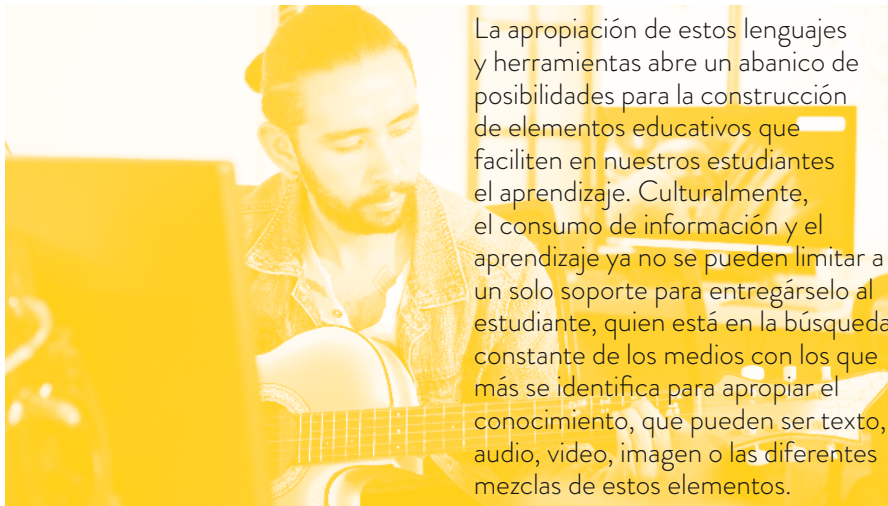 La apropiación de estos lenguajes
y herramientas abre un abanico de
posibilidades para la construcción
de elementos educativos que
faciliten en nuestros estudiantes
el aprendizaje. Culturalmente,
el consumo de información y el
aprendizaje ya no se pueden limitar a
un solo soporte para entregárselo al
estudiante, quien está en la búsqueda
constante de los medios con los que
más se identifica para apropiar el
conocimiento, que pueden ser texto,
audio, video, imagen o las diferentes
mezclas de estos elementos.